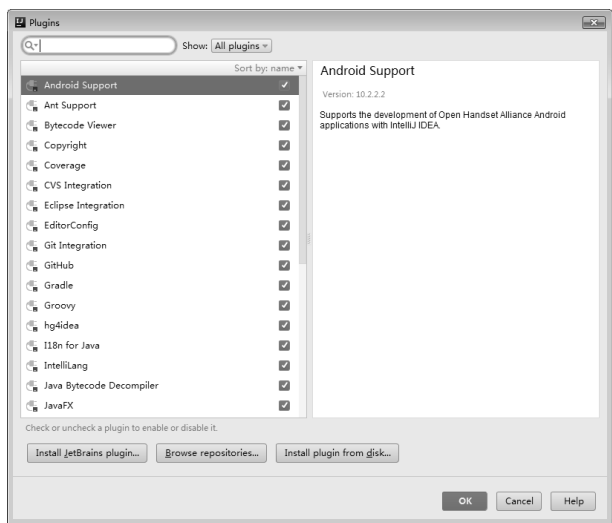 Plugins
Show: All plugins
Sort by: name
Android Support
Ant Support
Bytecode Viewer
Copyright
Coverage
CVS Integration
Eclipse Integration
EditorConfig
Git Integration
GitHub
Gradle
Groovy
hg4idea
I18n for Java
IntelliLang
Java Bytecode Decompiler
JavaFX
Check or uncheck a plugin to enable or disable it.
Install JetBrains plugin... Browse repositories... Install plugin from disk...
Android Support
Version: 10.2.2.2
Supports the development of Open Handset Alliance Android
applications with IntelliJ IDEA.
OK Cancel Help